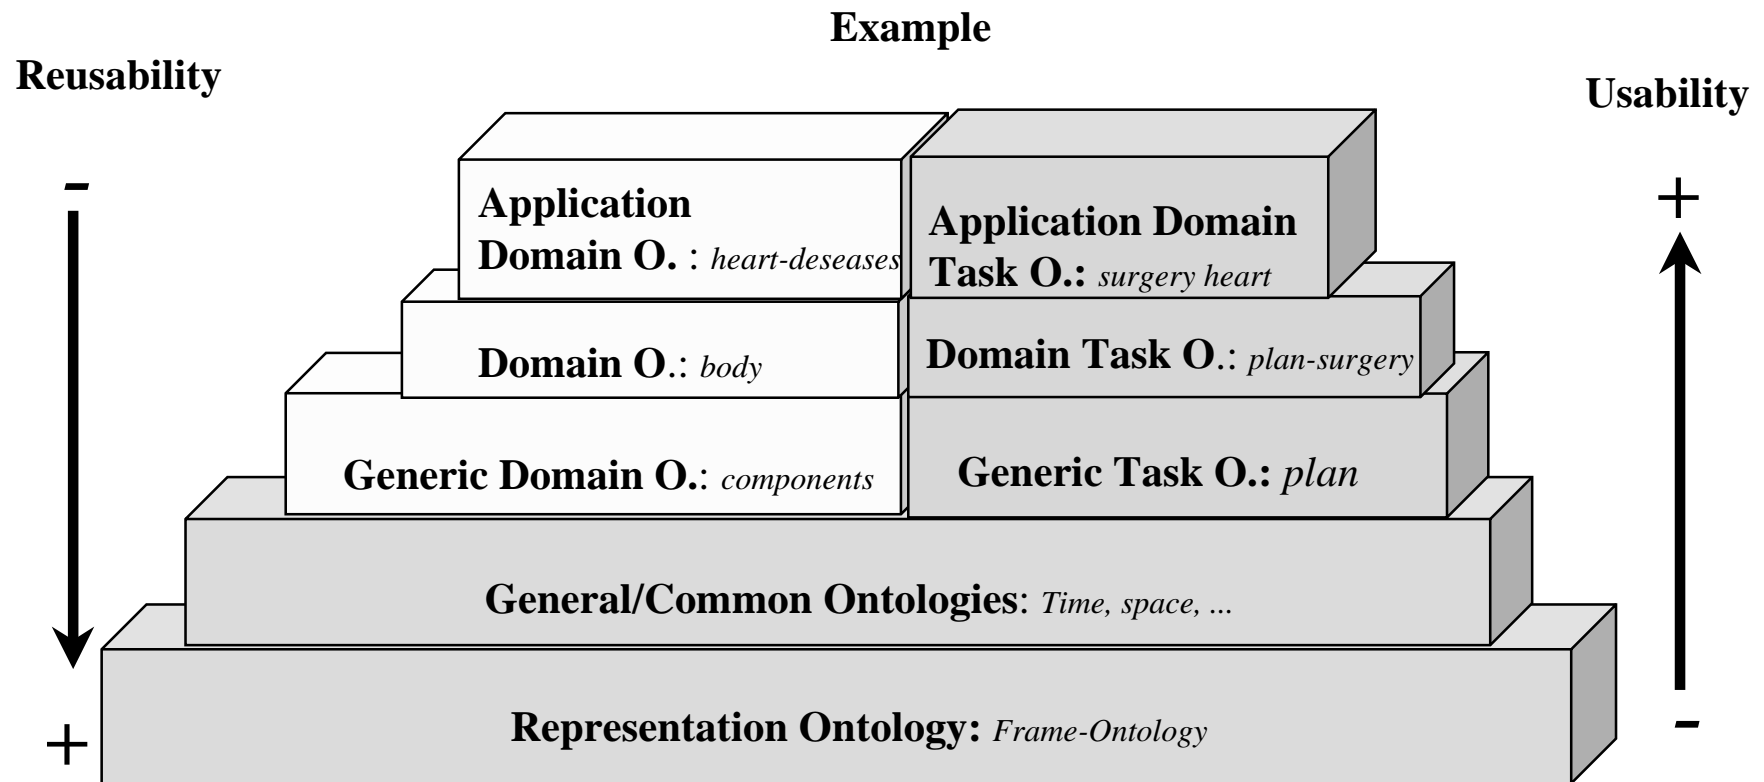 Example
Reusability
Usability
-
+
Application
Domain O. : heart-deseases
Application Domain
Task O.: surgery heart
Domain O.: body
Domain Task O.: plan-surgery
Generic Domain O.: components
Generic Task O.: plan
General/Common Ontologies: Time, space, ...
Representation Ontology: Frame-Ontology
+
-